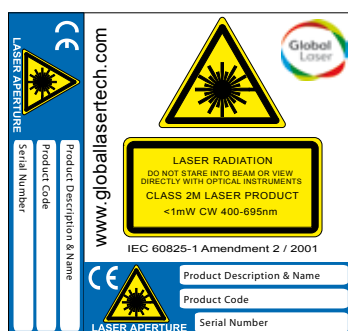 CE
LASER APERTURE
Product Description & Name
Product Code
Serial Number
www.globallasertech.com
Global
Laser
LASER RADIATION
DO NOT STARE INTO BEAM OR VIEW
DIRECTLY WITH OPTICAL INSTRUMENTS
CLASS 2M LASER PRODUCT
<1mW CW 400-695nm
IEC 60825-1 Amendment 2 / 2001
CE
LASER APERTURE
Product Description & Name
Product Code
Serial Number